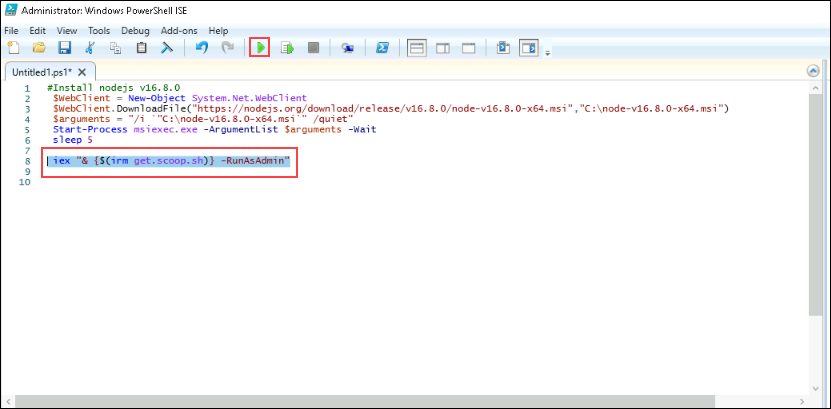 Administrator: Windows PowerShell ISE
File Edit View Tools Debug Add-ons Help
Untitled1.ps1* X
1 #Install nodejs v16.8.0
2 $WebClient = New-Object System.Net.WebClient
3 $WebClient.DownloadFile("https://nodejs.org/download/release/v16.8.0/node-v16.8.0-x64.msi","C:\node-v16.8.0-x64.msi")
4 $arguments = "/i `"C:\node-v16.8.0-x64.msi`" /quiet"
5 Start-Process msiexec.exe -ArgumentList $arguments -Wait
6 sleep 5
7
8 iex "& {$(irm get.scoop.sh)} -RunAsAdmin"
9
10